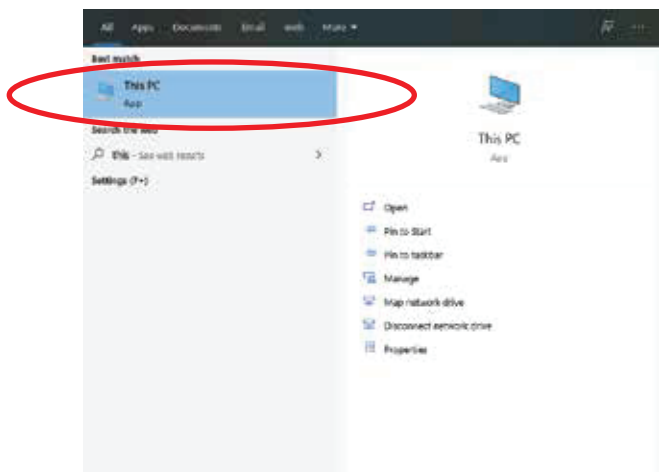 All Apps Documents Email Web More
Best match
This PC
App
Search the web
this - See web results
Settings (7+)
This PC
App
Open
Pin to Start
Pin to taskbar
Manage
Map network drive
Disconnect network drive
Properties